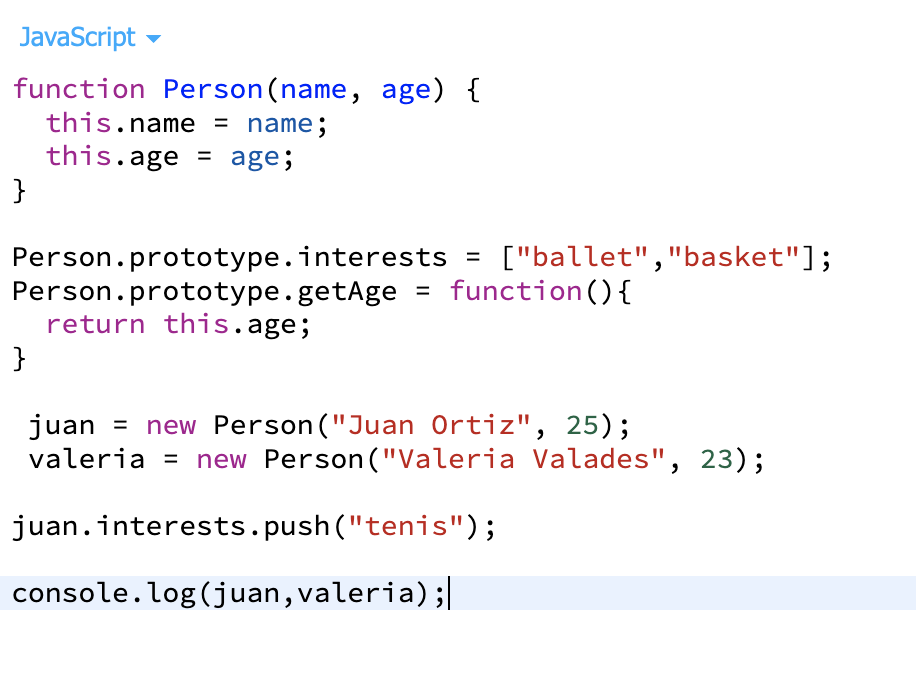 JavaScript
function Person(name, age) {
  this.name = name;
  this.age = age;
}
Person.prototype.interests = ["ballet","basket"];
Person.prototype.getAge = function(){
  return this.age;
}
 juan = new Person("Juan Ortiz", 25);
 valeria = new Person("Valeria Valades", 23);
juan.interests.push("tenis");
console.log(juan,valeria);